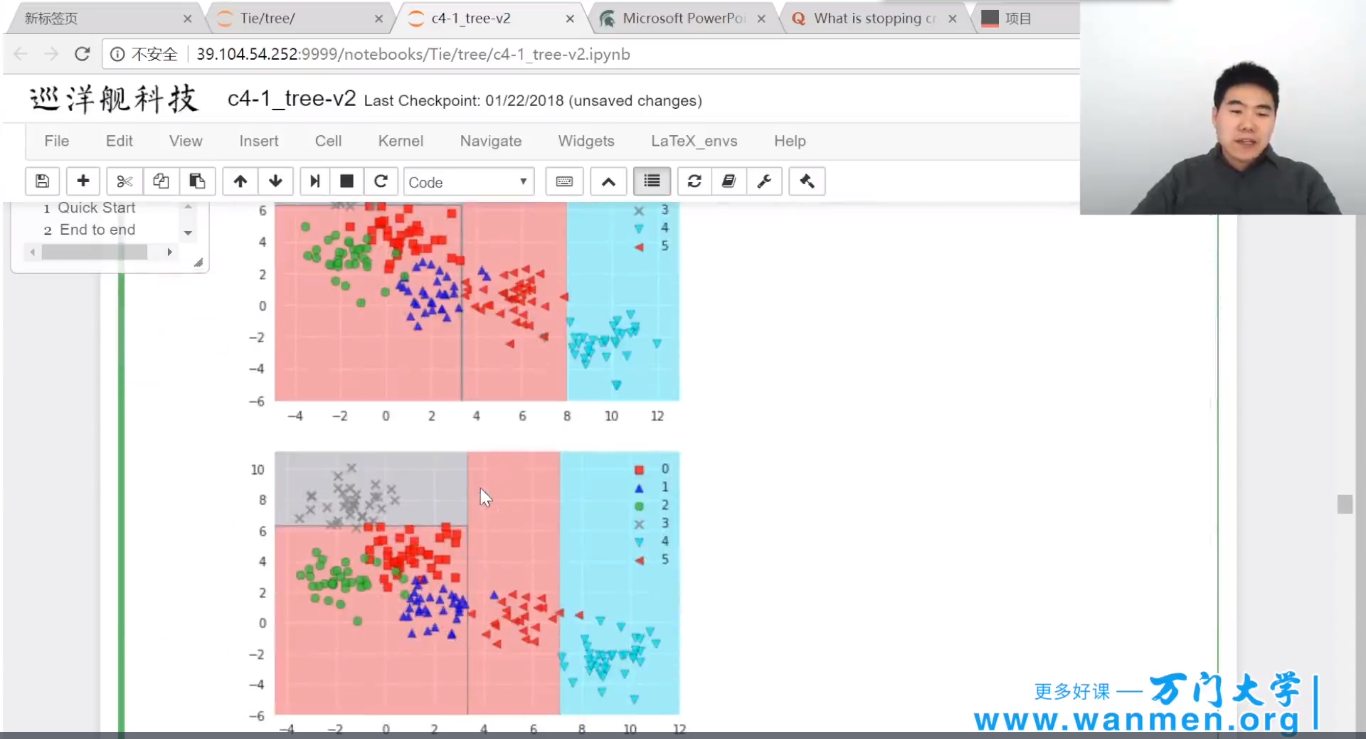 新标签页
Tie/tree/
c4-1_tree-v2
Microsoft PowerPoi
What is stopping cr
项目
不安全
39.104.54.252:9999/notebooks/Tie/tree/c4-1_tree-v2.ipynb
巡洋舰科技
c4-1_tree-v2 Last Checkpoint: 01/22/2018 (unsaved changes)
File Edit View Insert Cell Kernel Navigate Widgets LaTeX_envs Help
Code
1 Quick Start
2 End to end
6
4
2
0
−2
−4
−6
−4 −2 0 2 4 6 8 10 12
3
4
5
10
8
6
4
2
0
−2
−4
−6
−4 −2 0 2 4 6 8 10 12
0
1
2
3
4
5
更多好课 — 万门大学
www.wanmen.org